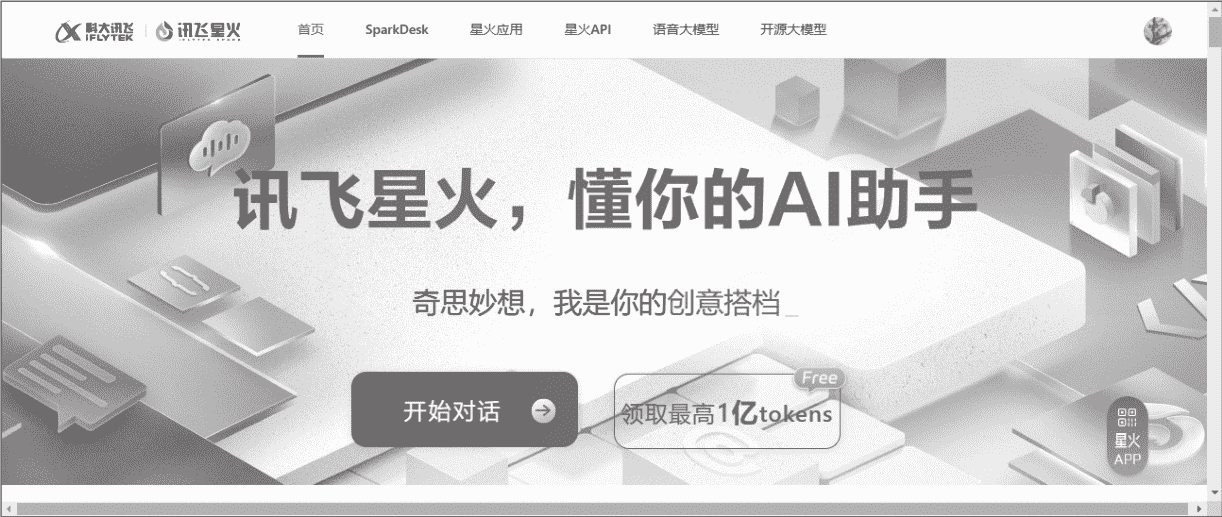 科大讯飞 iFLYTEK | 讯飞星火 首页 SparkDesk 星火应用 星火API 语音大模型 开源大模型
讯飞星火，懂你的AI助手
奇思妙想，我是你的创意搭档_
开始对话
Free
领取最高1亿tokens
星火
APP